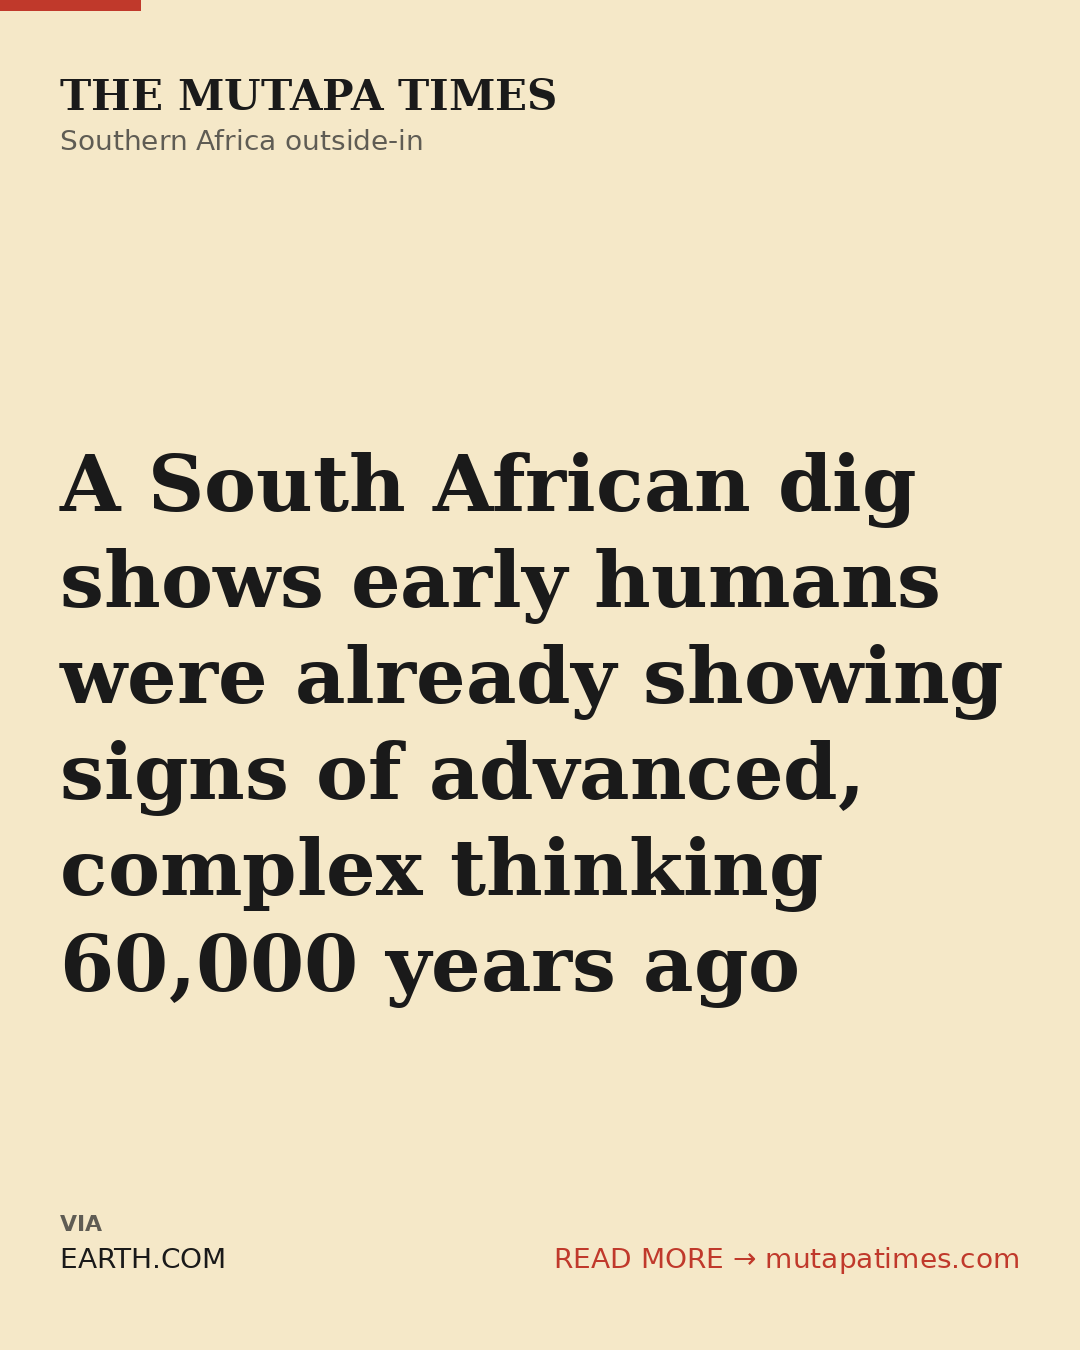 THE MUTAPA TIMES
Southern Africa outside-in
A South African dig
shows early humans
were already showing
signs of advanced,
complex thinking
60,000 years ago
VIA
EARTH.COM
READ MORE → mutapatimes.com